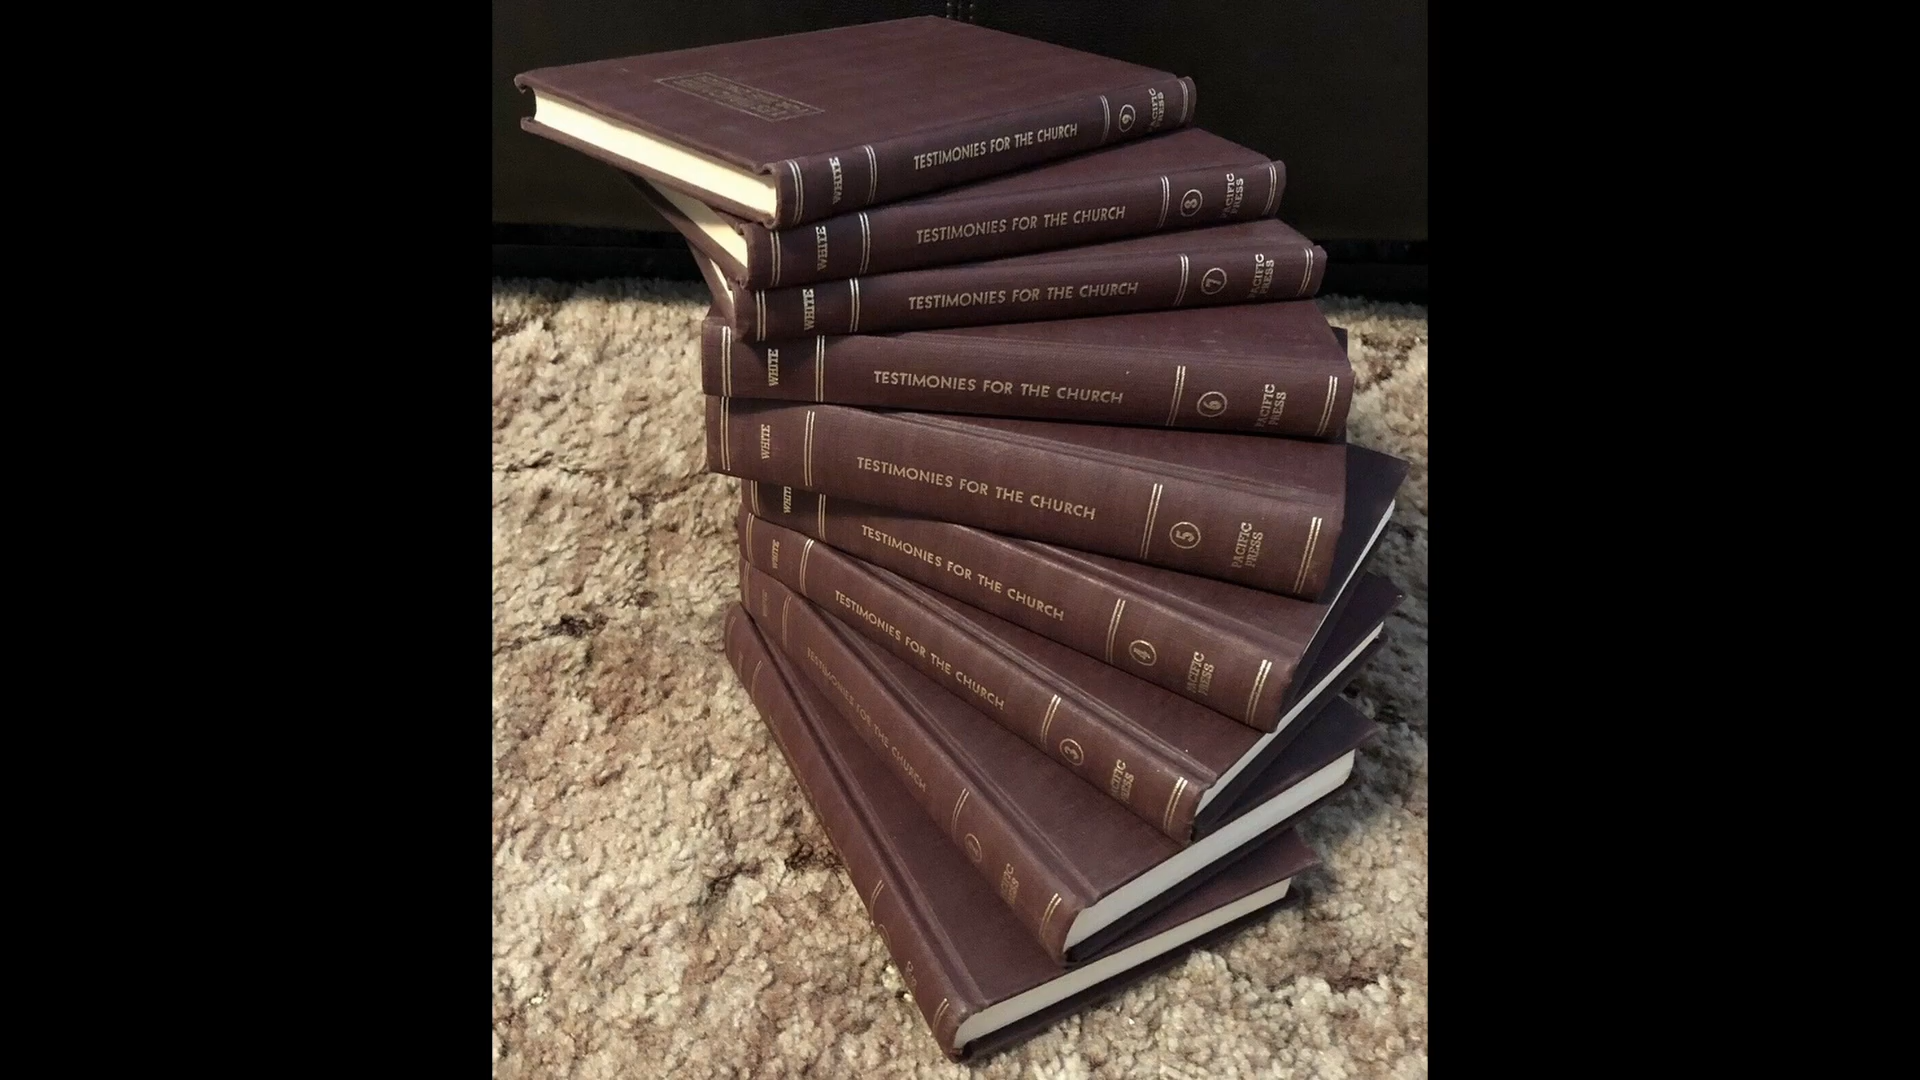 WHITE
TESTIMONIES FOR THE CHURCH
9
PACIFIC
PRESS
WHITE
TESTIMONIES FOR THE CHURCH
8
PACIFIC
PRESS
WHITE
TESTIMONIES FOR THE CHURCH
7
PACIFIC
PRESS
WHITE
TESTIMONIES FOR THE CHURCH
6
PACIFIC
PRESS
WHITE
TESTIMONIES FOR THE CHURCH
5
PACIFIC
PRESS
WHITE
TESTIMONIES FOR THE CHURCH
4
PACIFIC
PRESS
WHITE
TESTIMONIES FOR THE CHURCH
3
PACIFIC
PRESS
TESTIMONIES FOR THE CHURCH